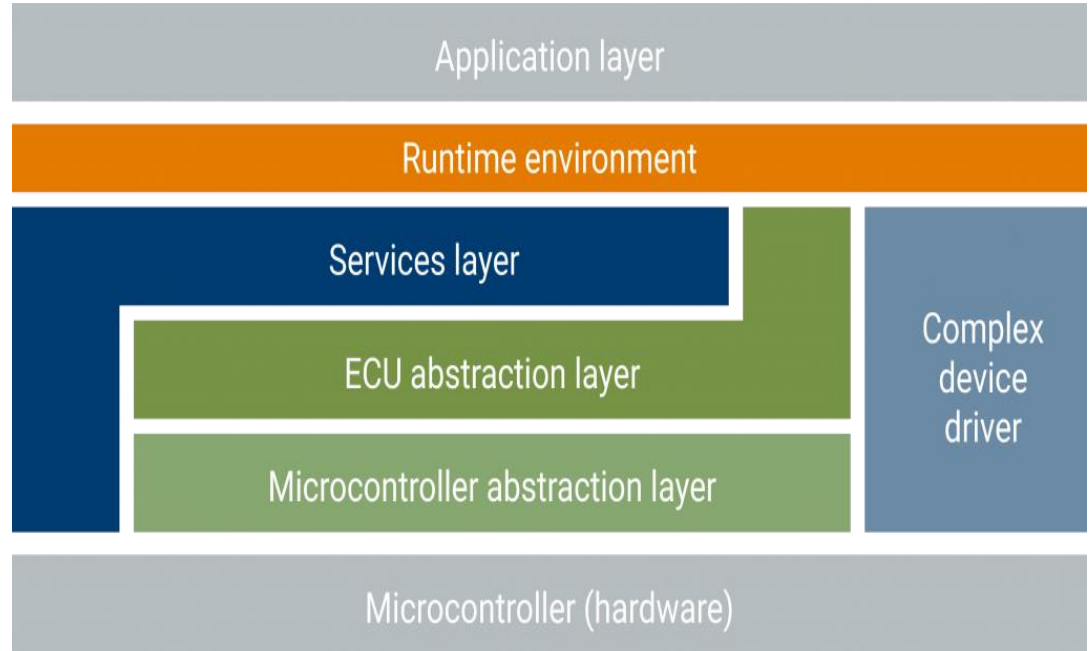 Application layer
Runtime environment
Services layer
ECU abstraction layer
Complex
device
driver
Microcontroller abstraction layer
Microcontroller (hardware)